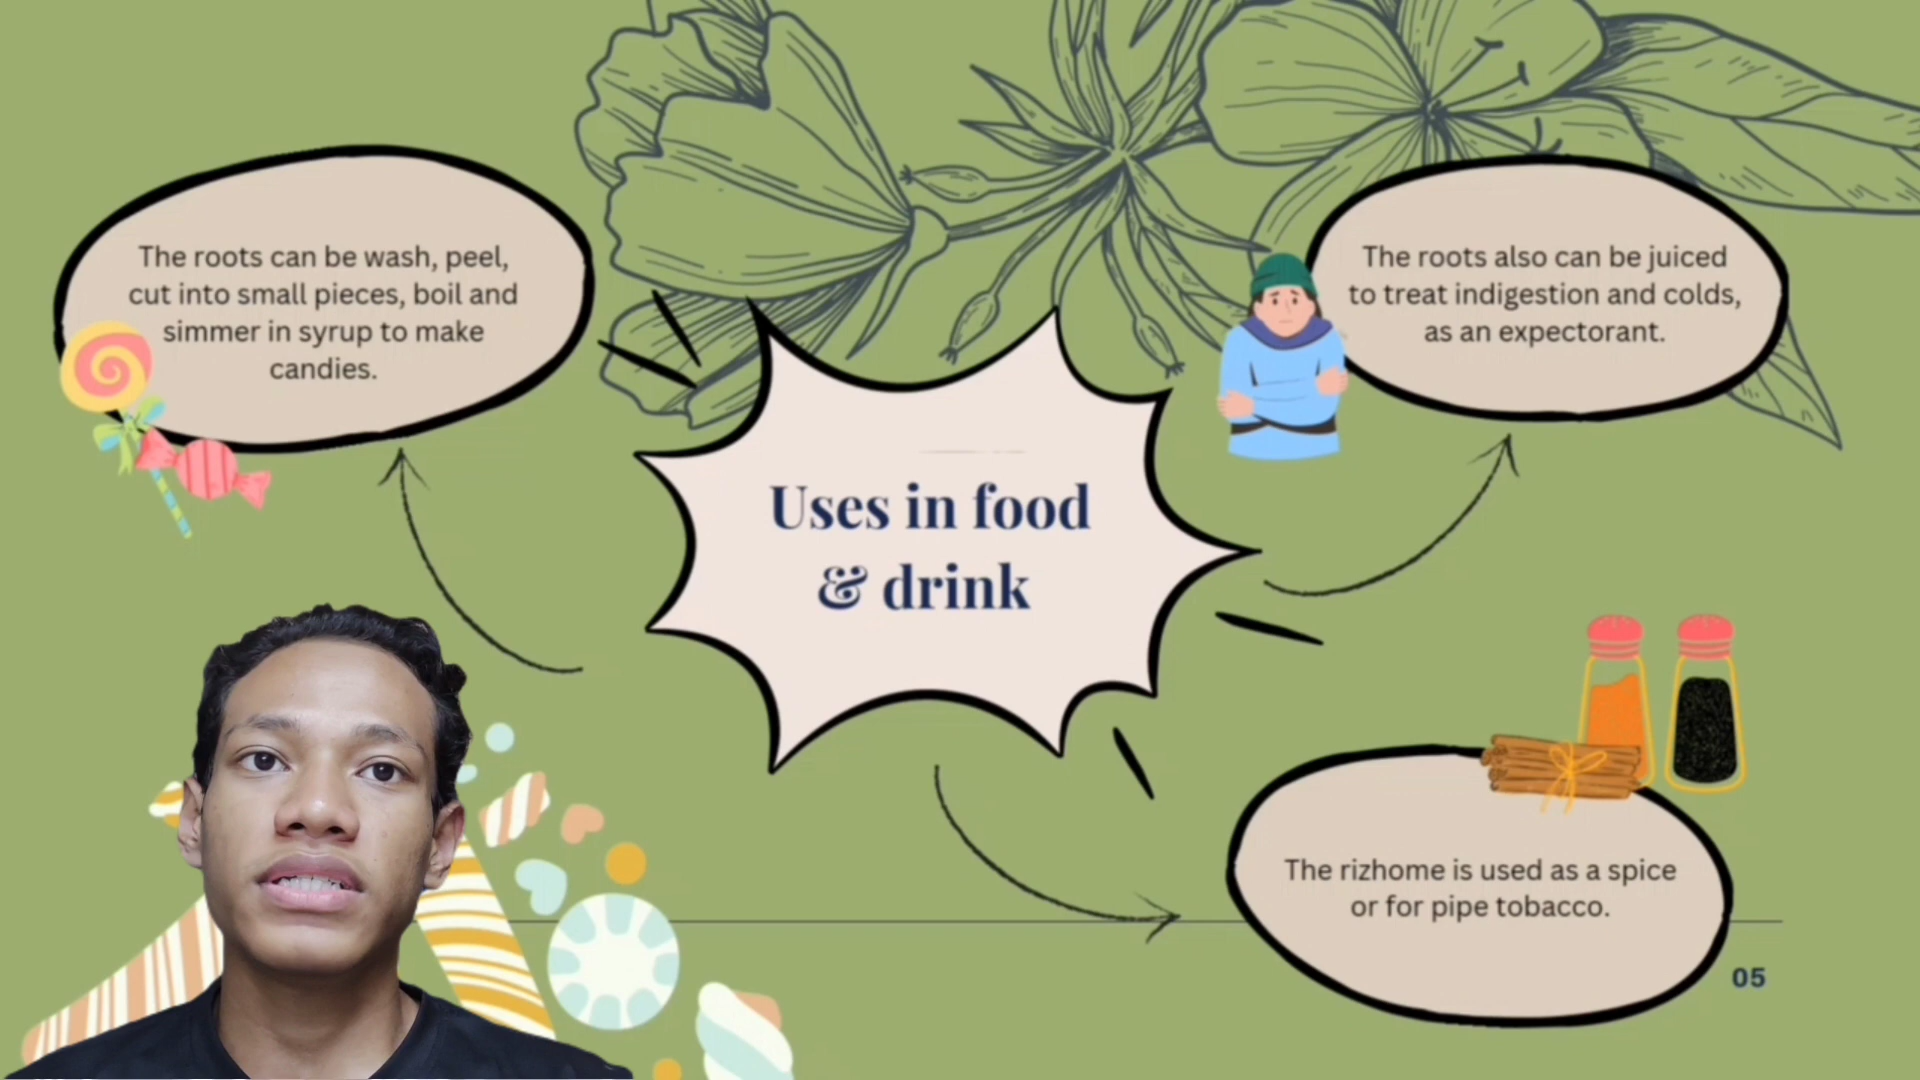 The roots can be wash, peel,
cut into small pieces, boil and
simmer in syrup to make
candies.
The roots also can be juiced
to treat indigestion and colds,
as an expectorant.
Uses in food
& drink
The rizhome is used as a spice
or for pipe tobacco.
05